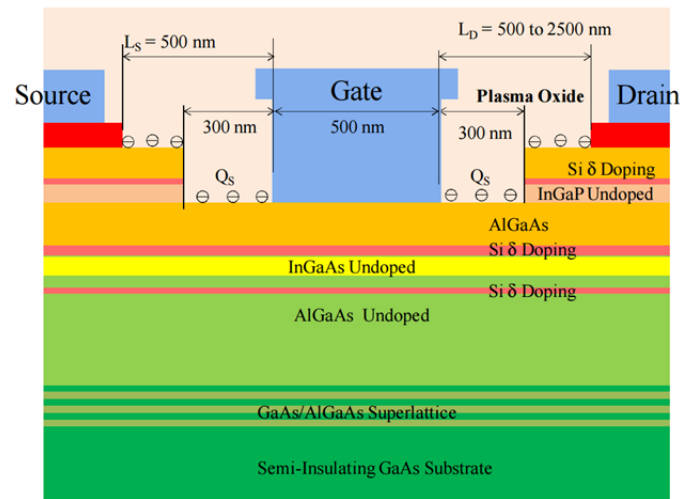 L_S = 500 nm
L_D = 500 to 2500 nm
Source
Gate
Plasma Oxide
Drain
300 nm
500 nm
300 nm
Q_S
Q_S
Si δ Doping
InGaP Undoped
AlGaAs
Si δ Doping
InGaAs Undoped
Si δ Doping
AlGaAs Undoped
GaAs/AlGaAs Superlattice
Semi-Insulating GaAs Substrate